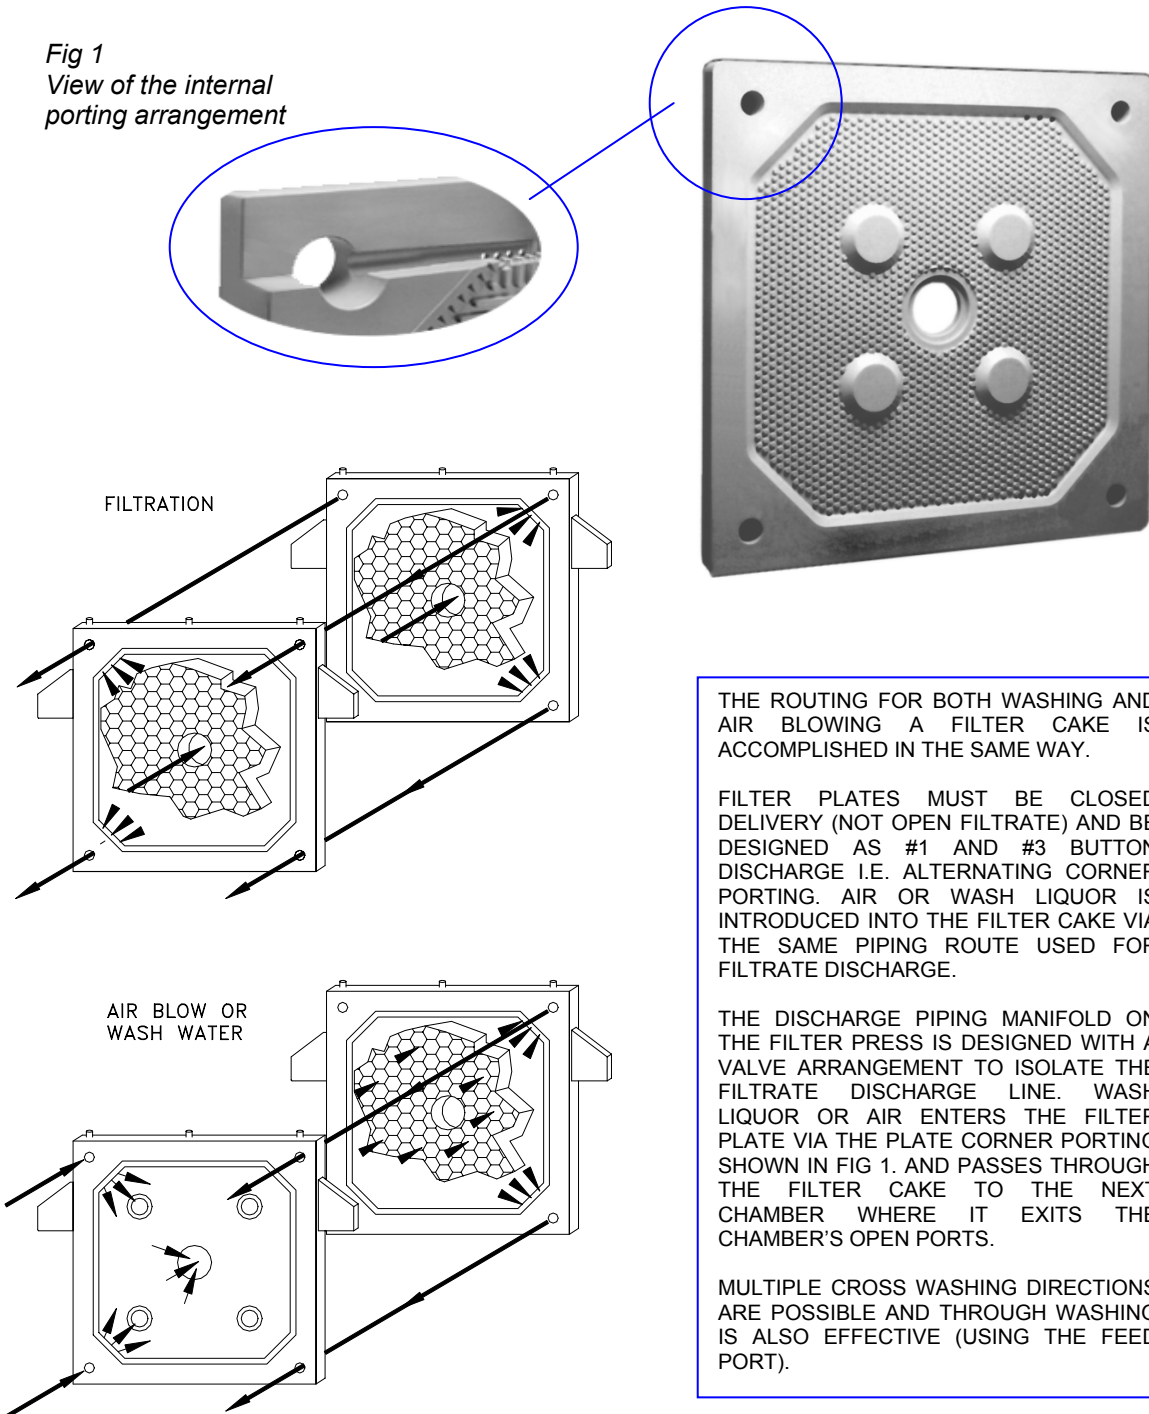 Fig 1
View of the internal
porting arrangement
FILTRATION
AIR BLOW OR
WASH WATER
THE ROUTING FOR BOTH WASHING AND
AIR BLOWING A FILTER CAKE IS
ACCOMPLISHED IN THE SAME WAY.
FILTER PLATES MUST BE CLOSED
DELIVERY (NOT OPEN FILTRATE) AND BE
DESIGNED AS #1 AND #3 BUTTON
DISCHARGE I.E. ALTERNATING CORNER
PORTING. AIR OR WASH LIQUOR IS
INTRODUCED INTO THE FILTER CAKE VIA
THE SAME PIPING ROUTE USED FOR
FILTRATE DISCHARGE.
THE DISCHARGE PIPING MANIFOLD ON
THE FILTER PRESS IS DESIGNED WITH A
VALVE ARRANGEMENT TO ISOLATE THE
FILTRATE DISCHARGE LINE. WASH
LIQUOR OR AIR ENTERS THE FILTER
PLATE VIA THE PLATE CORNER PORTING
SHOWN IN FIG 1. AND PASSES THROUGH
THE FILTER CAKE TO THE NEXT
CHAMBER WHERE IT EXITS THE
CHAMBER'S OPEN PORTS.
MULTIPLE CROSS WASHING DIRECTIONS
ARE POSSIBLE AND THROUGH WASHING
IS ALSO EFFECTIVE (USING THE FEED
PORT).